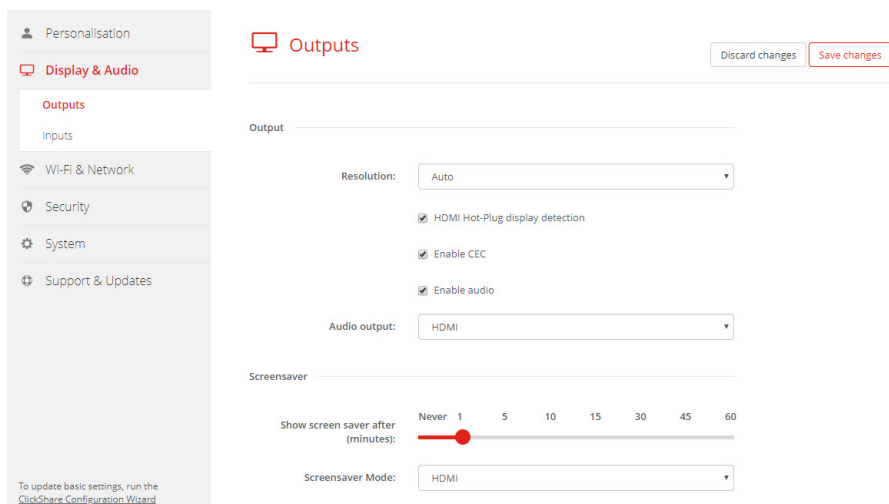 Personalisation
Display & Audio
Outputs
Inputs
Wi-Fi & Network
Security
System
Support & Updates
To update basic settings, run the
ClickShare Configuration Wizard
Outputs
Discard changes
Save changes
Output
Resolution:
Auto
HDMI Hot-Plug display detection
Enable CEC
Enable audio
Audio output:
HDMI
Screensaver
Show screen saver after
(minutes):
Never 1 5 10 15 30 45 60
Screensaver Mode:
HDMI